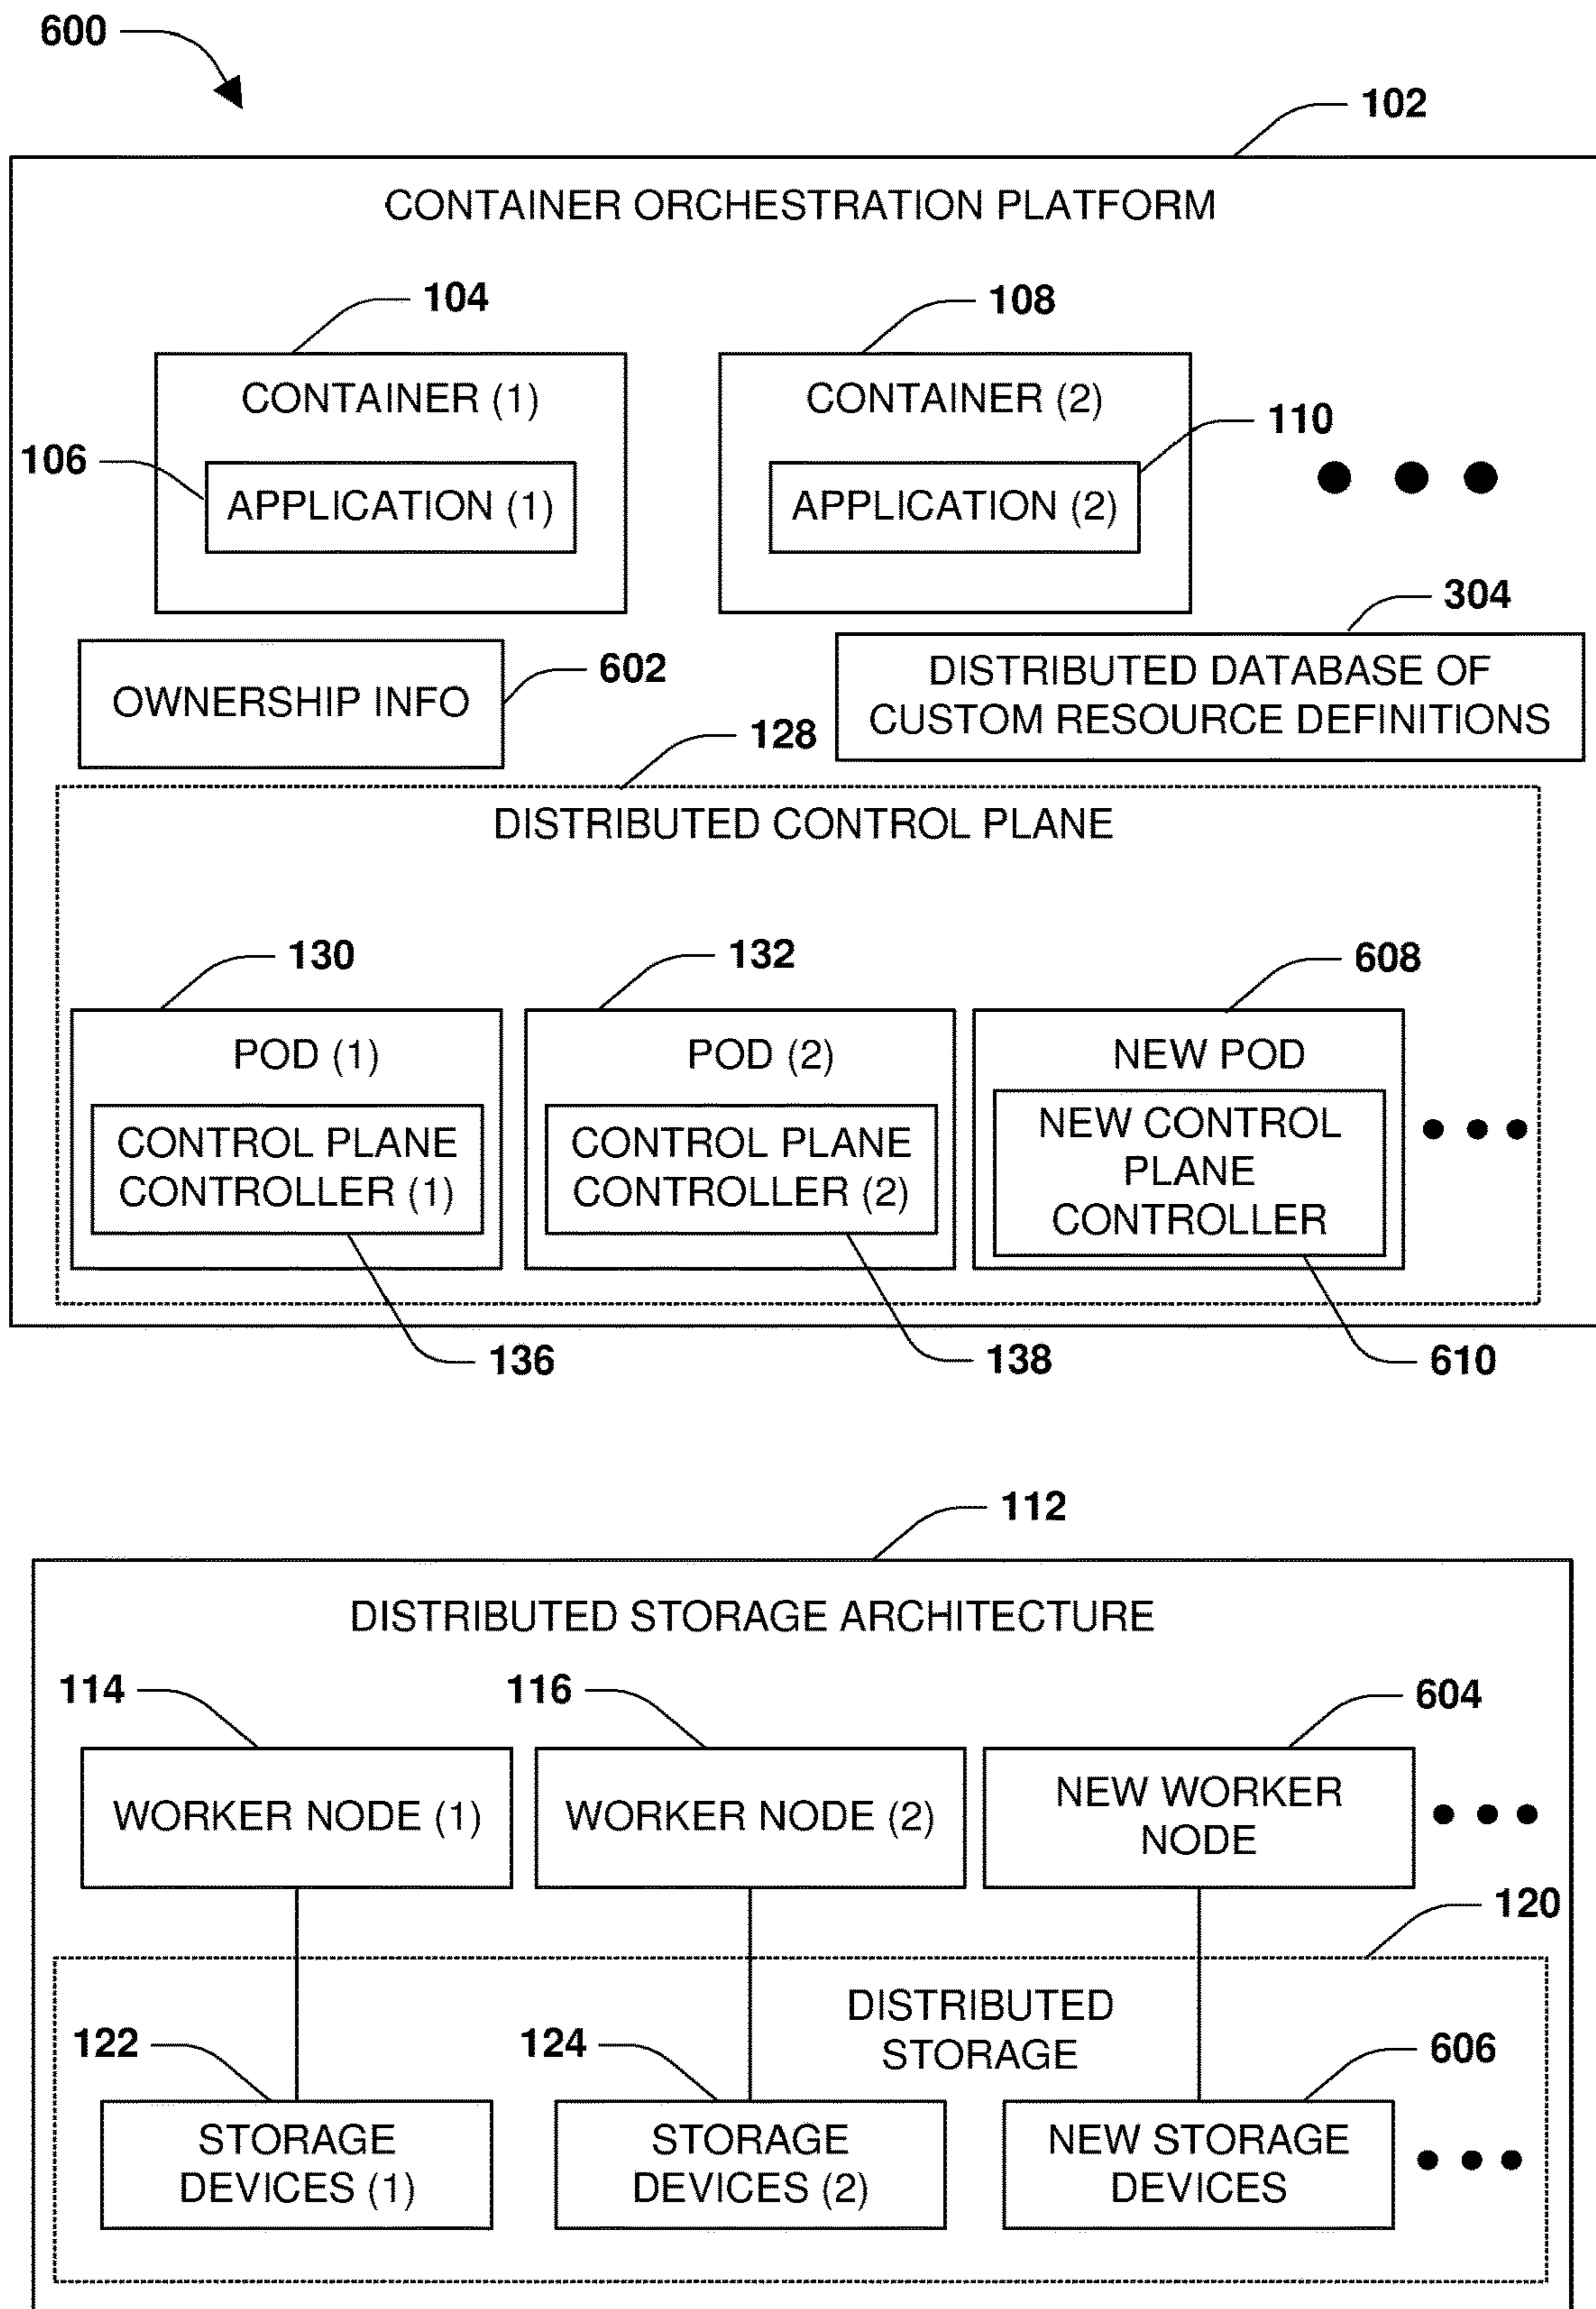 600
102
CONTAINER ORCHESTRATION PLATFORM
104
108
CONTAINER (1)
CONTAINER (2)
110
106
APPLICATION (1)
APPLICATION (2)
304
OWNERSHIP INFO
602
DISTRIBUTED DATABASE OF
CUSTOM RESOURCE DEFINITIONS
128
DISTRIBUTED CONTROL PLANE
130
132
608
POD (1)
POD (2)
NEW POD
CONTROL PLANE
CONTROLLER (1)
CONTROL PLANE
CONTROLLER (2)
NEW CONTROL
PLANE
CONTROLLER
136
138
610
112
DISTRIBUTED STORAGE ARCHITECTURE
114
116
604
WORKER NODE (1)
WORKER NODE (2)
NEW WORKER
NODE
120
DISTRIBUTED
STORAGE
122
124
606
STORAGE
DEVICES (1)
STORAGE
DEVICES (2)
NEW STORAGE
DEVICES